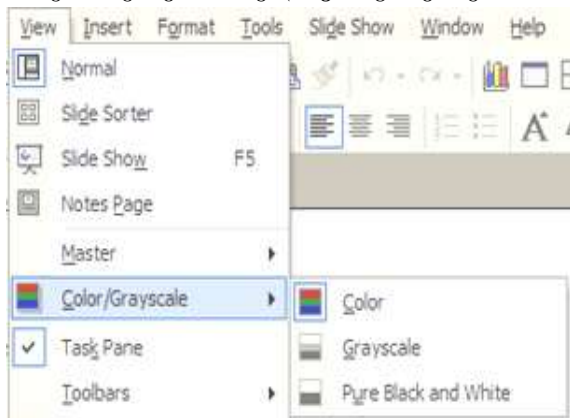 View Insert Format Tools Slide Show Window Help
Normal
Slide Sorter
Slide Show F5
Notes Page
Master
Color/Grayscale
Color
Task Pane
Grayscale
Toolbars
Pure Black and White